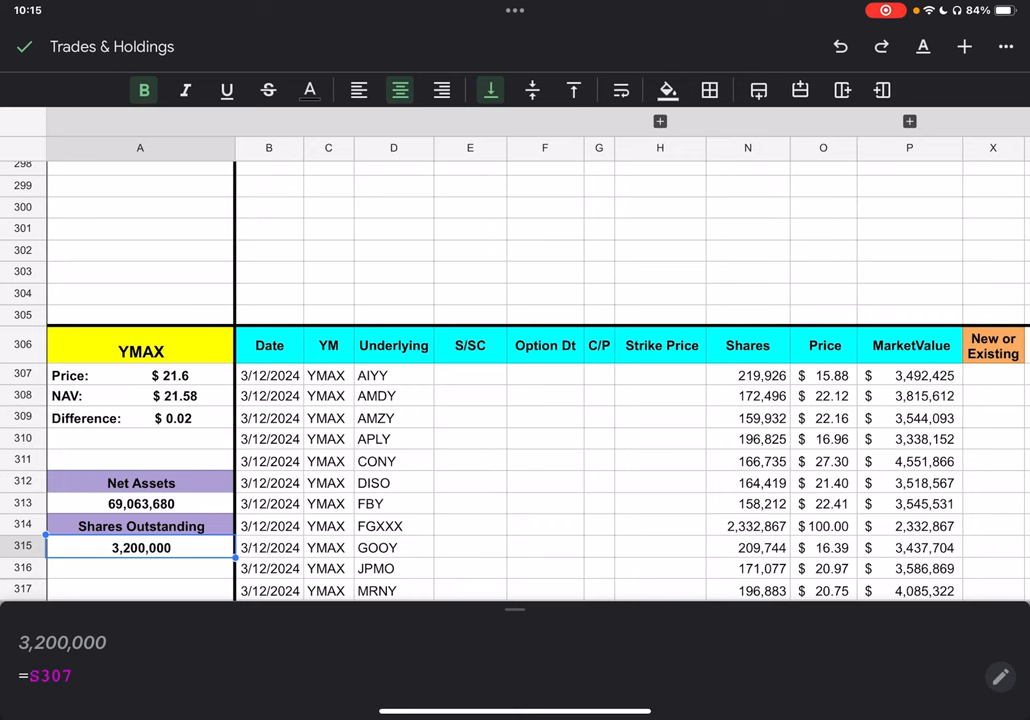 10:15
84%
Trades & Holdings
B I U S A
A B C D E F G H N O P X
298
299
300
301
302
303
304
305
306 YMAX Date YM Underlying S/SC Option Dt C/P Strike Price Shares Price MarketValue New or Existing
307 Price: $ 21.6 3/12/2024 YMAX AIYY 219,926 $ 15.88 $ 3,492,425
308 NAV: $ 21.58 3/12/2024 YMAX AMDY 172,496 $ 22.12 $ 3,815,612
309 Difference: $ 0.02 3/12/2024 YMAX AMZY 159,932 $ 22.16 $ 3,544,093
310 3/12/2024 YMAX APLY 196,825 $ 16.96 $ 3,338,152
311 3/12/2024 YMAX CONY 166,735 $ 27.30 $ 4,551,866
312 Net Assets 3/12/2024 YMAX DISO 164,419 $ 21.40 $ 3,518,567
313 69,063,680 3/12/2024 YMAX FBY 158,212 $ 22.41 $ 3,545,531
314 Shares Outstanding 3/12/2024 YMAX FGXXX 2,332,867 $100.00 $ 2,332,867
315 3,200,000 3/12/2024 YMAX GOOY 209,744 $ 16.39 $ 3,437,704
316 3/12/2024 YMAX JPMO 171,077 $ 20.97 $ 3,586,869
317 3/12/2024 YMAX MRNY 196,883 $ 20.75 $ 4,085,322
3,200,000
=S307